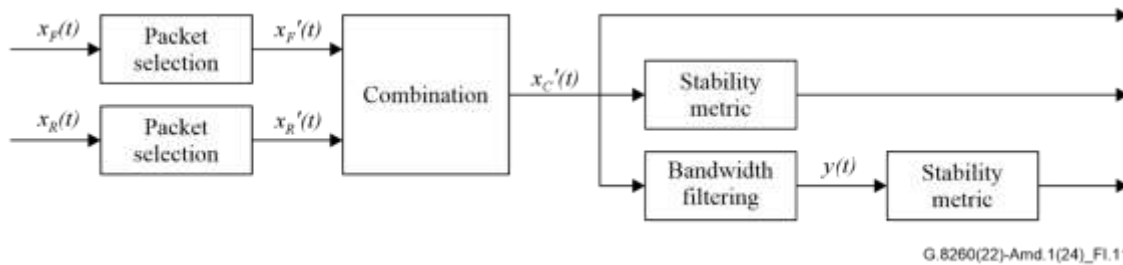 x_F(t)
Packet
selection
x_F'(t)
x_R(t)
Packet
selection
x_R'(t)
Combination
x_C'(t)
Stability
metric
Bandwidth
filtering
y(t)
Stability
metric
G.8260(22)-Amd.1(24)_FI.11